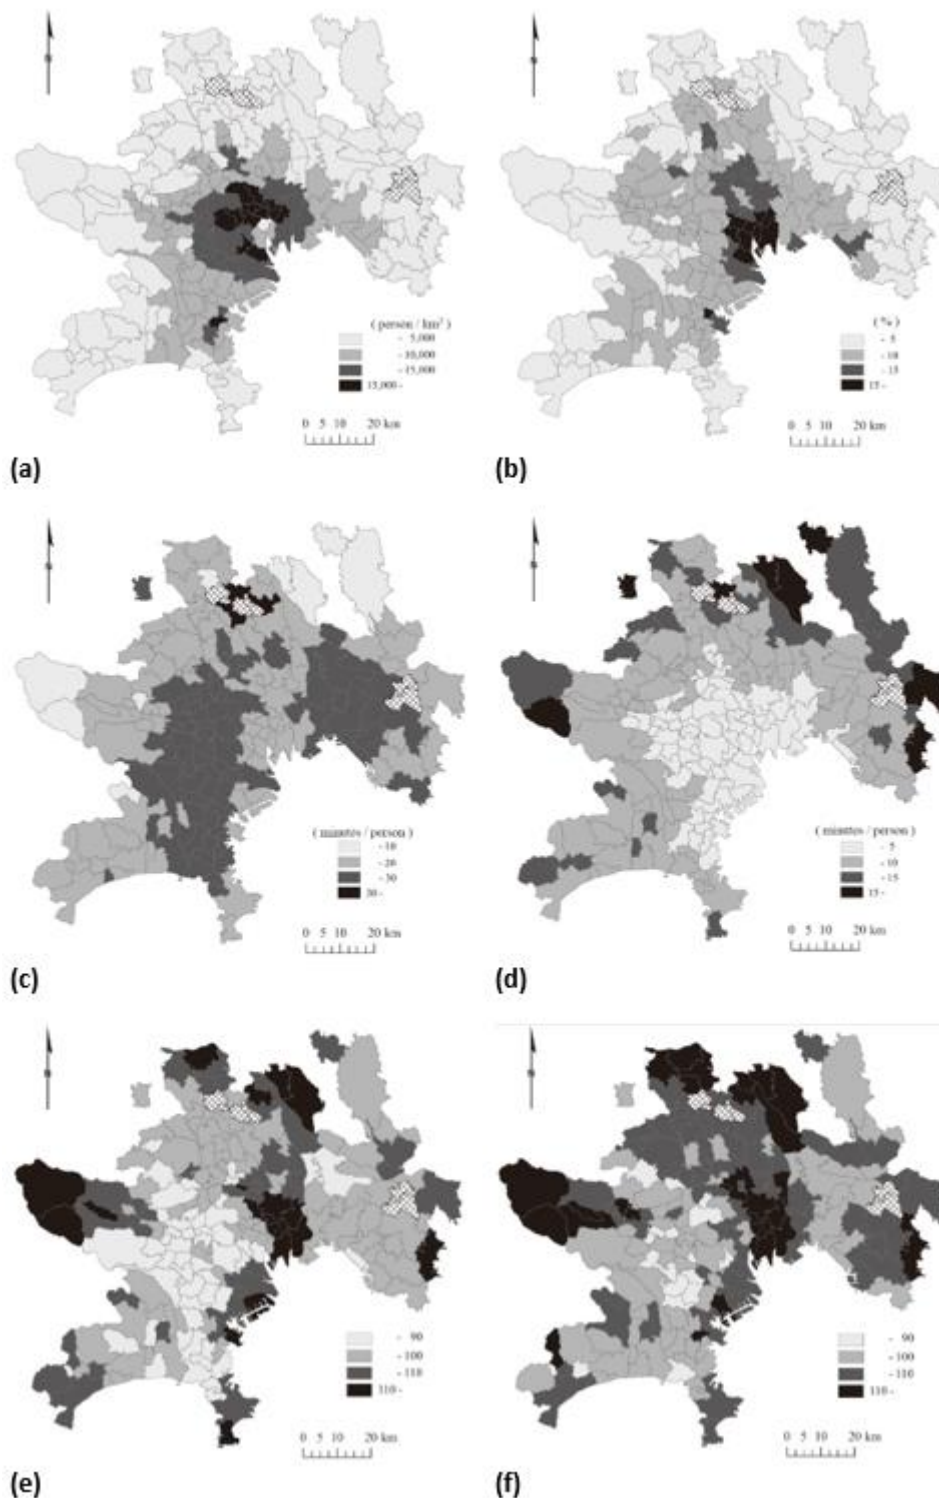 N
N
( person / km² )
- 5,000
- 10,000
- 15,000
15,000 -
0 5 10 20 km
(a)
( % )
- 5
- 10
- 15
15 -
0 5 10 20 km
(b)
N
N
( minutes / person )
- 10
- 20
- 30
30 -
0 5 10 20 km
(c)
( minutes / person )
- 5
- 10
- 15
15 -
0 5 10 20 km
(d)
N
N
- 90
- 100
- 110
110 -
0 5 10 20 km
(e)
- 90
- 100
- 110
110 -
0 5 10 20 km
(f)